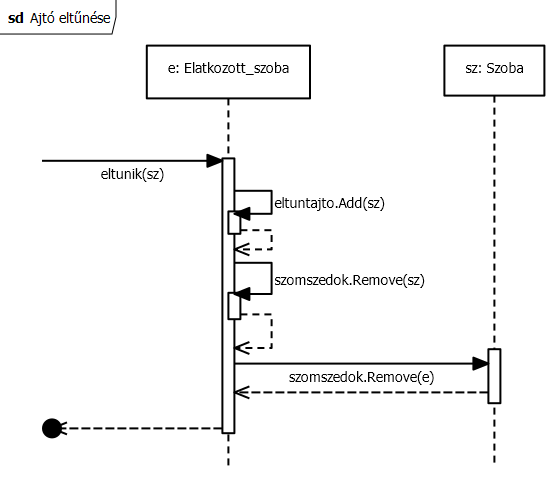 sd Ajtó eltűnése
e: Elatkozott_szoba
sz: Szoba
eltunik(sz)
eltuntajto.Add(sz)
szomszedok.Remove(sz)
szomszedok.Remove(e)